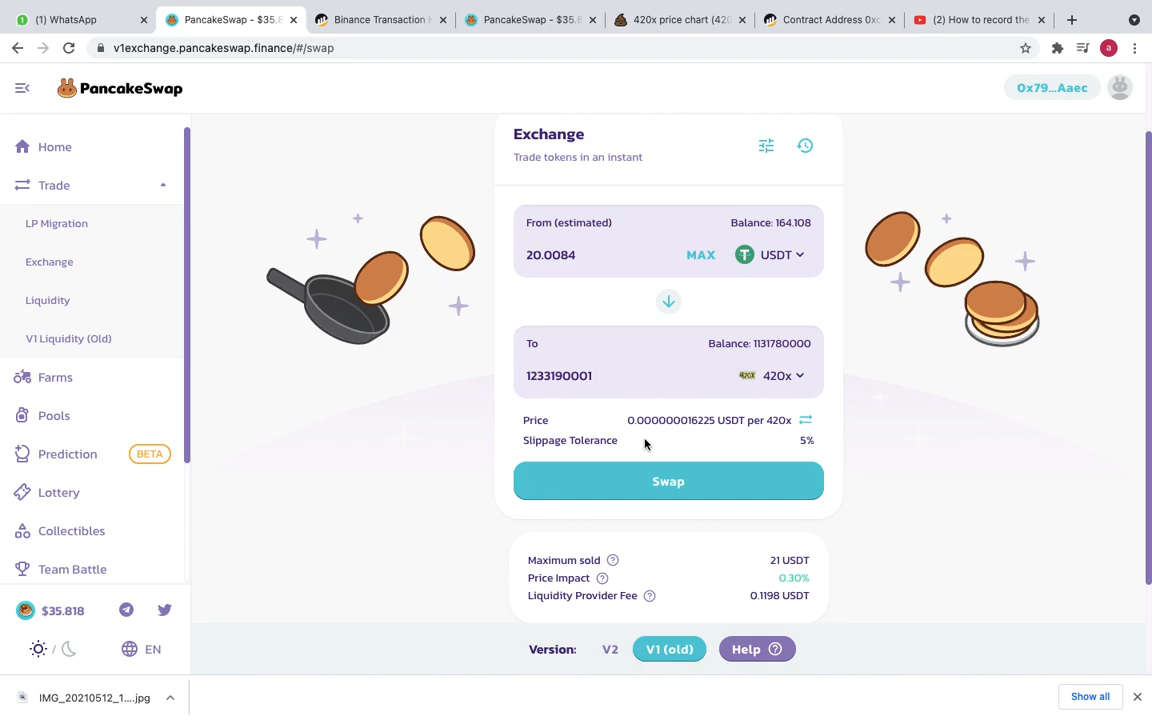 (1) WhatsApp
PancakeSwap - $35.8
Binance Transaction
PancakeSwap - $35.8
420x price chart (420
Contract Address 0xc
(2) How to record the
v1exchange.pancakeswap.finance/#/swap
a
PancakeSwap
0x79...Aaec
Home
Trade
LP Migration
Exchange
Liquidity
V1 Liquidity (Old)
Farms
Pools
Prediction BETA
Lottery
Collectibles
Team Battle
$35.818
/ EN
Exchange
Trade tokens in an instant
From (estimated) Balance: 164.108
20.0084 MAX USDT
To Balance: 1131780000
1233190001 420x
Price 0.000000016225 USDT per 420x
Slippage Tolerance 5%
Swap
Maximum sold ? 21 USDT
Price Impact ? 0.30%
Liquidity Provider Fee ? 0.1198 USDT
Version: V2 V1 (old) Help ?
IMG_20210512_1....jpg
Show all